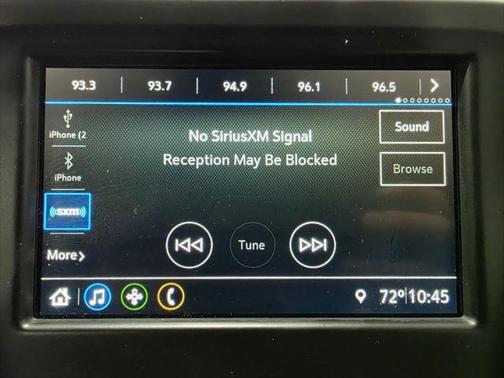 93.3 | 93.7 | 94.9 | 96.1 | 96.5
iPhone (2
No SiriusXM Signal
Reception May Be Blocked
Sound
Browse
iPhone
((sxm))
More
Tune
72°|10:45